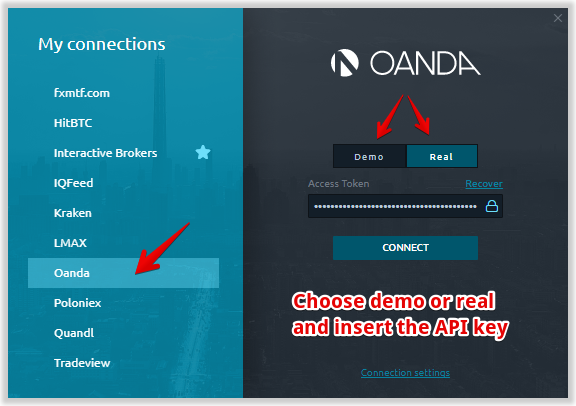 My connections
fxmtf.com
HitBTC
Interactive Brokers
IQFeed
Kraken
LMAX
Oanda
Poloniex
Quandl
Tradeview
OANDA
Demo
Real
Access Token
Recover
CONNECT
Choose demo or real
and insert the API key
Connection settings